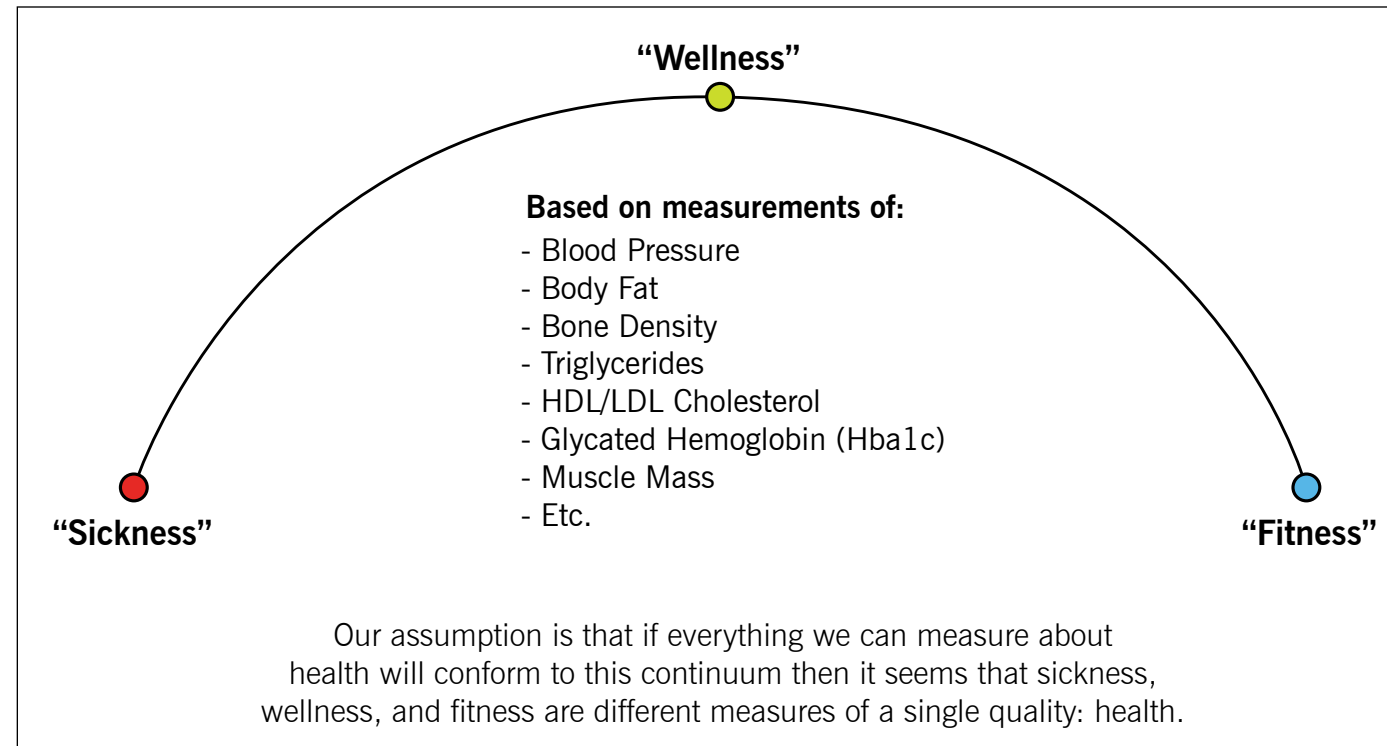 “Wellness”
Based on measurements of:
- Blood Pressure
- Body Fat
- Bone Density
- Triglycerides
- HDL/LDL Cholesterol
- Glycated Hemoglobin (Hba1c)
- Muscle Mass
- Etc.
“Sickness”
“Fitness”
Our assumption is that if everything we can measure about
health will conform to this continuum then it seems that sickness,
wellness, and fitness are different measures of a single quality: health.